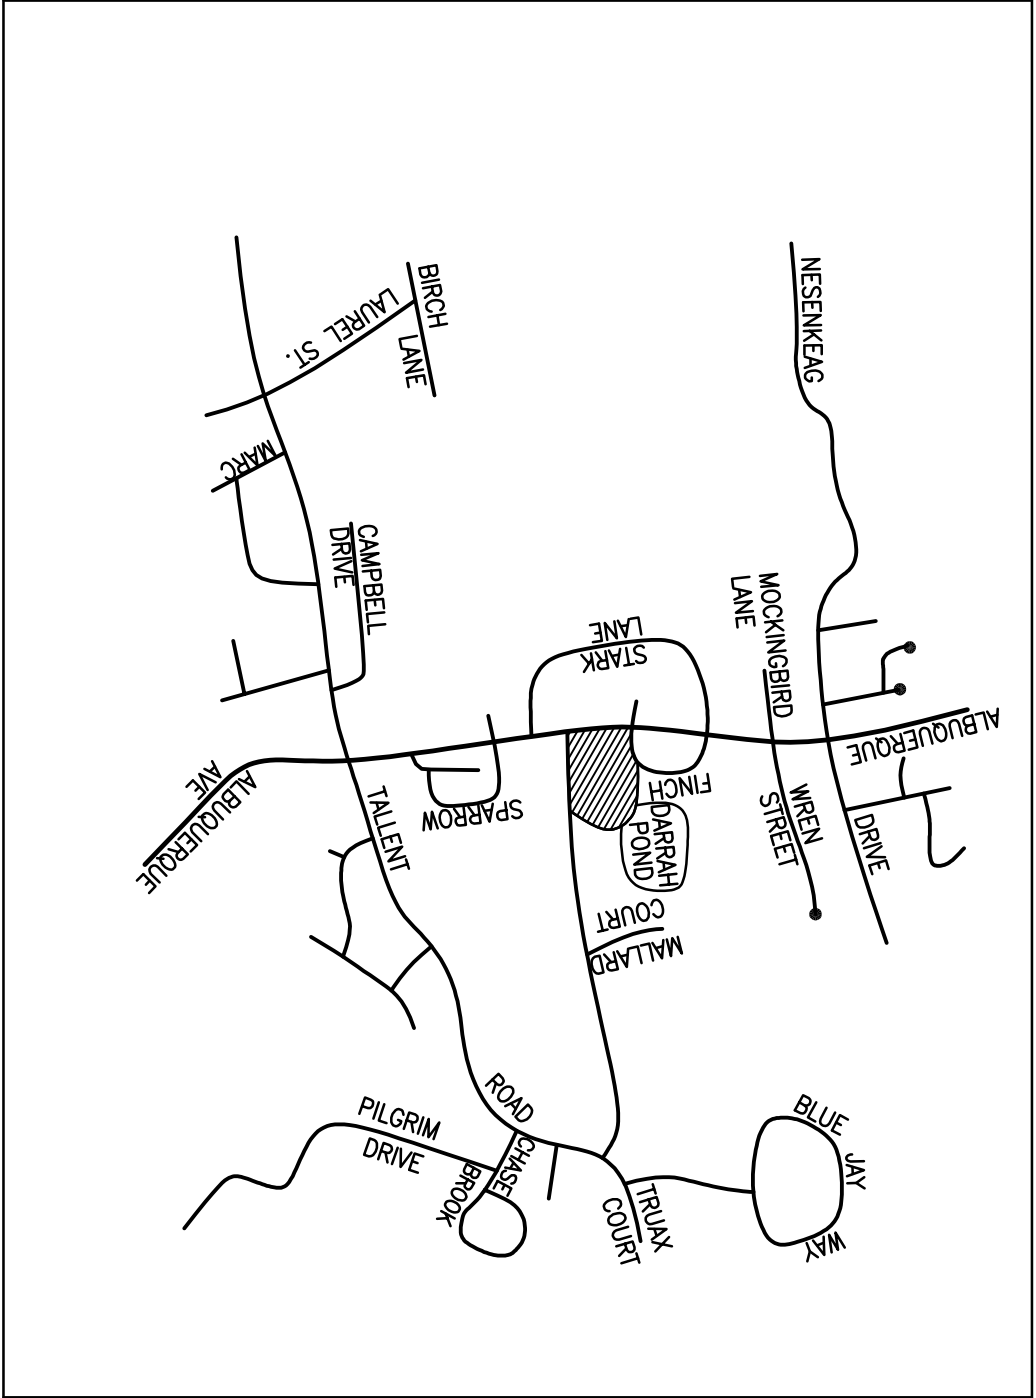 BIRCH
LANE
LAUREL ST.
NESENKEAG
MARC
CAMPBELL
DRIVE
MOCKINGBIRD
LANE
STARK
LANE
ALBUQUERQUE
AVE
ALBUQUERQUE
TALLENT
SPARROW
FINCH
DARRAH
POND
WREN
STREET
DRIVE
MALLARD
COURT
ROAD
PILGRIM
DRIVE
CHASE
BROOK
TRUAX
COURT
BLUE
JAY
WAY